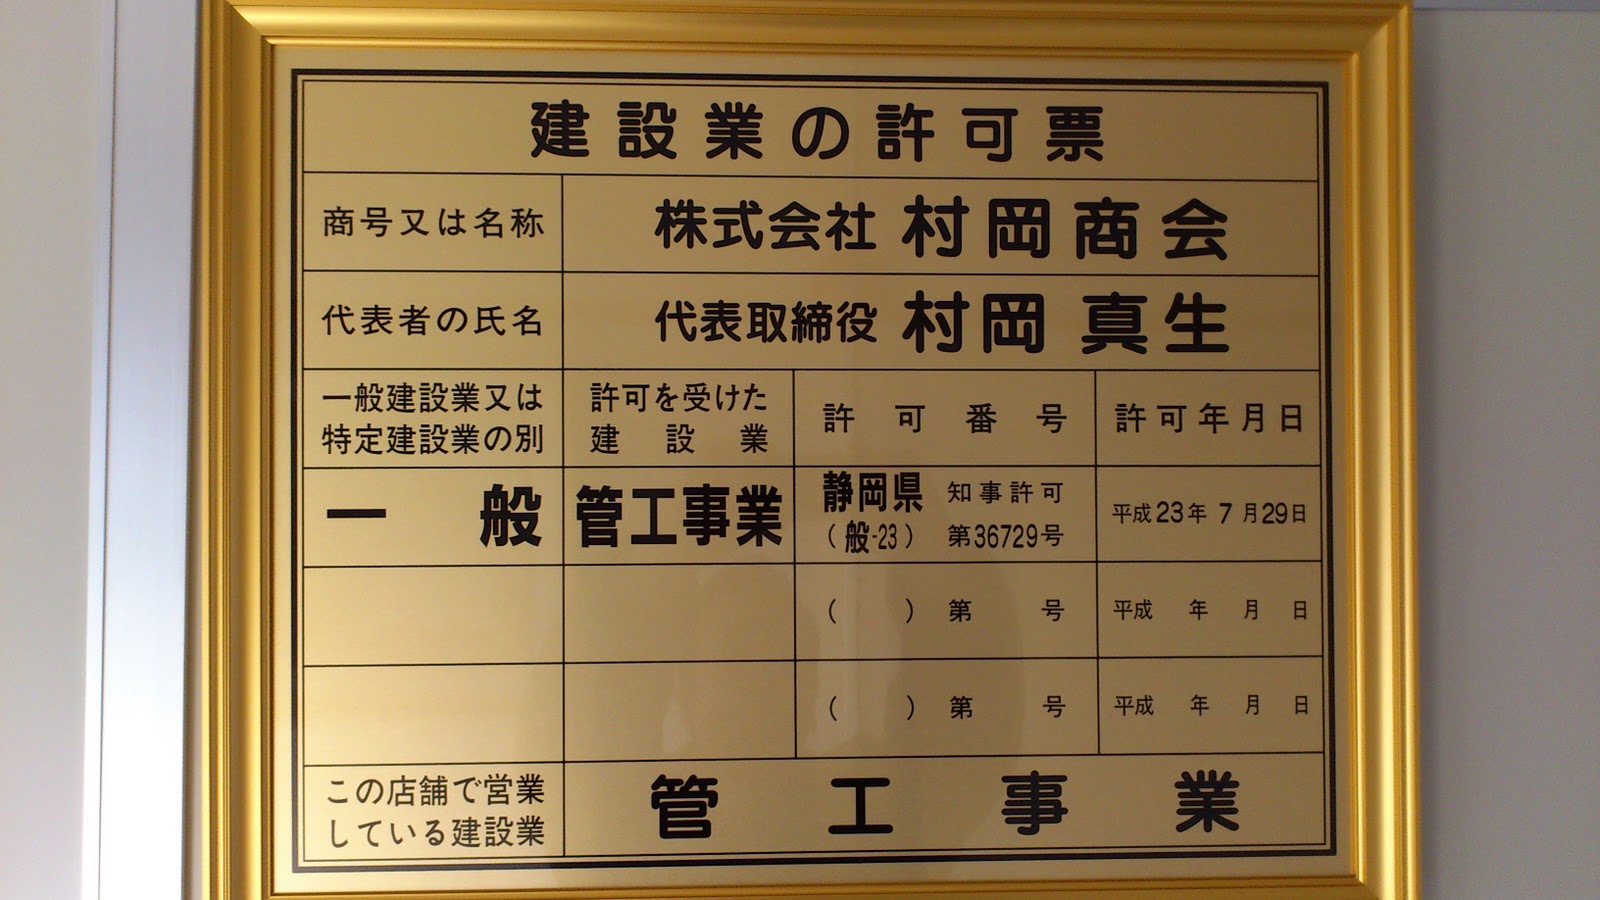 建設業の許可票
商号又は名称 株式会社 村岡商会
代表者の氏名 代表取締役 村岡 真生
一般建設業又は
特定建設業の別
許可を受けた
建設業
許可番号
許可年月日
一般 管工事業
静岡県 知事許可
(般-23) 第36729号
平成23年7月29日
( ) 第 号 平成 年 月 日
( ) 第 号 平成 年 月 日
この店舗で営業
している建設業
管工事業